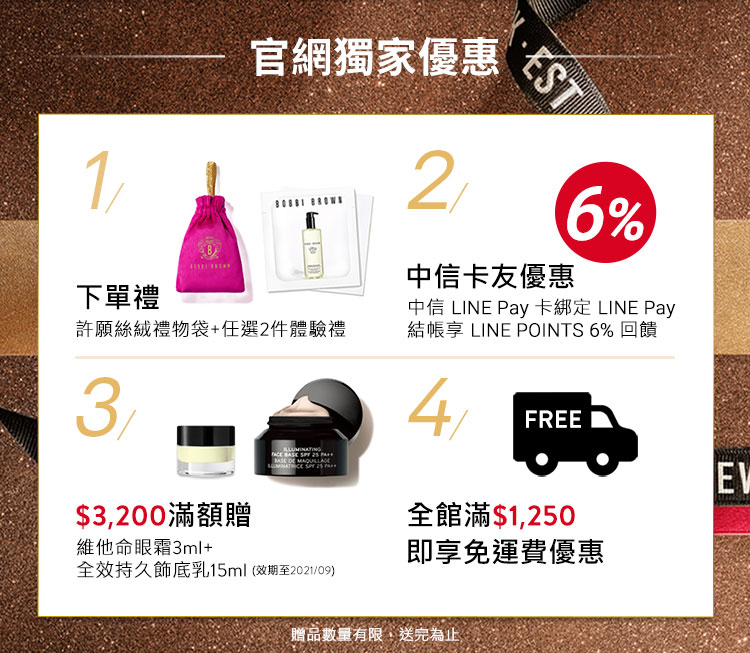 官網獨家優惠
EST
1/
BOBBI BROWN
B
BOBBI BROWN
下單禮
許願絲絨禮物袋+任選2件體驗禮
2/
6%
中信卡友優惠
中信 LINE Pay 卡綁定 LINE Pay
結帳享 LINE POINTS 6% 回饋
3/
ILLUMINATING
FACE BASE SPF 25 PA++
BASE DE MAQUILLAGE
ILLUMINATRICE SPF 25 PA++
$3,200滿額贈
維他命眼霜3ml+
全效持久飾底乳15ml (效期至2021/09)
4/
FREE
全館滿$1,250
即享免運費優惠
贈品數量有限，送完為止